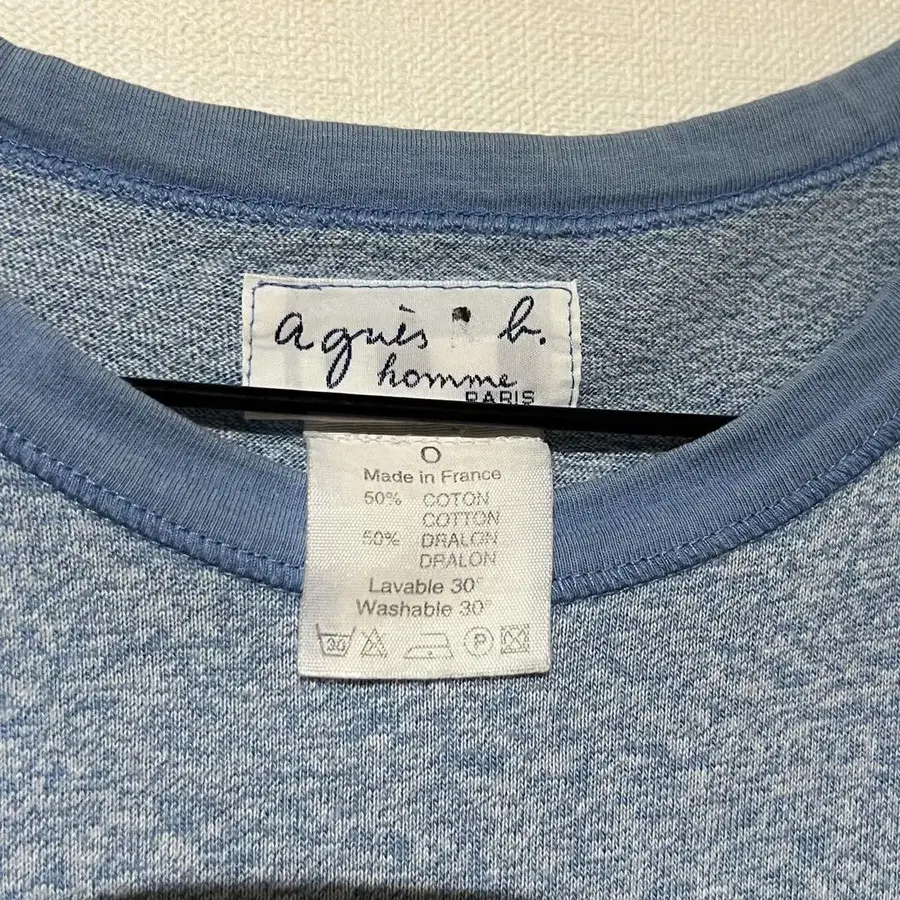 agnès b.
homme
PARIS
O
Made in France
50% COTON
COTTON
50% DRALON
DRALON
Lavable 30°
Washable 30°
30
P